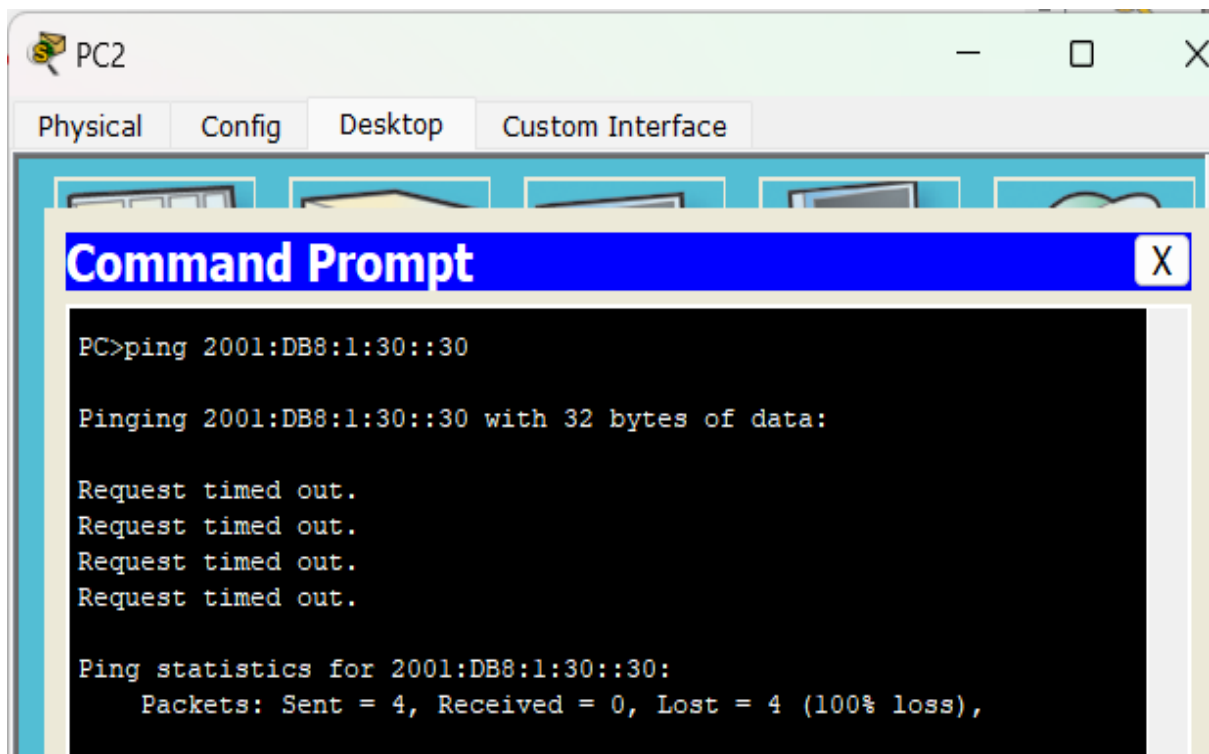 PC2
Physical Config Desktop Custom Interface
Command Prompt X
PC>ping 2001:DB8:1:30::30
Pinging 2001:DB8:1:30::30 with 32 bytes of data:
Request timed out.
Request timed out.
Request timed out.
Request timed out.
Ping statistics for 2001:DB8:1:30::30:
Packets: Sent = 4, Received = 0, Lost = 4 (100% loss),